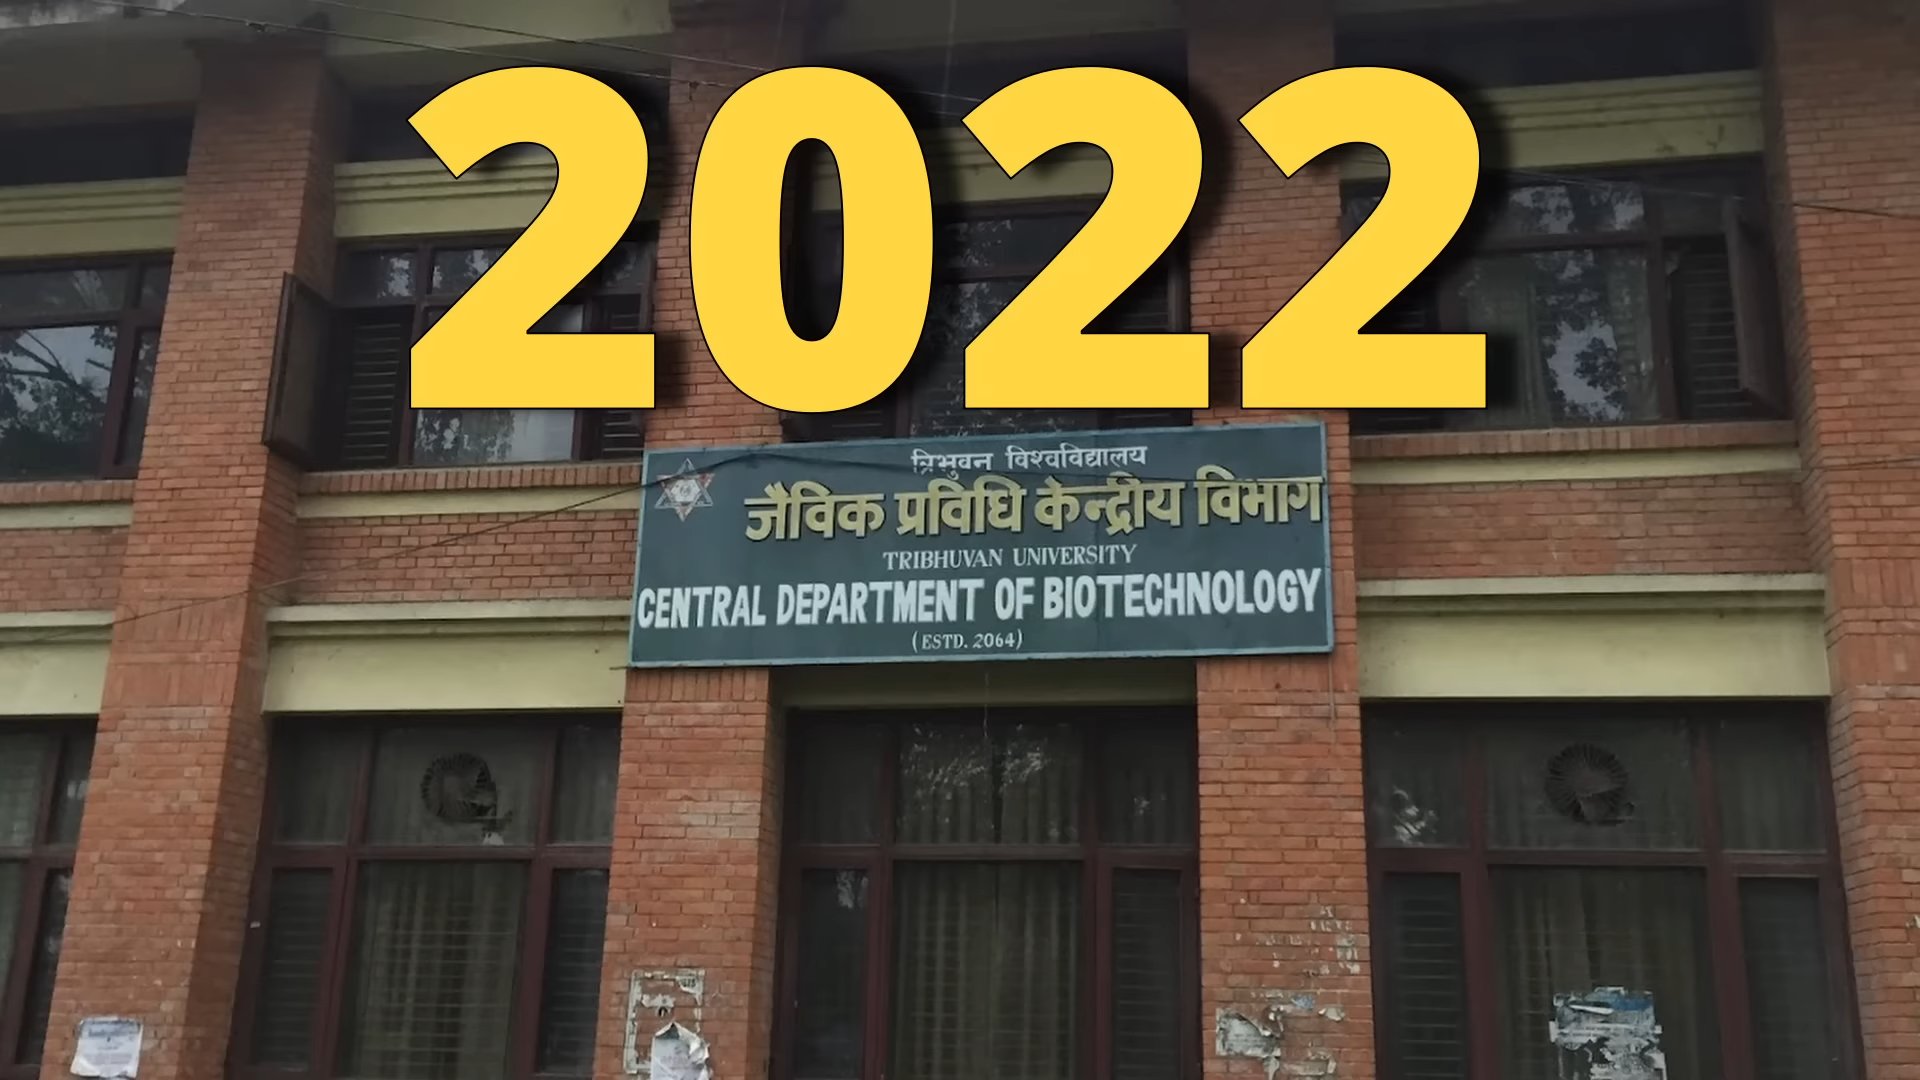 2022
त्रिभुवन विश्वविद्यालय
जैविक प्रविधि केन्द्रीय विभाग
TRIBHUVAN UNIVERSITY
CENTRAL DEPARTMENT OF BIOTECHNOLOGY
(ESTD. 2064)